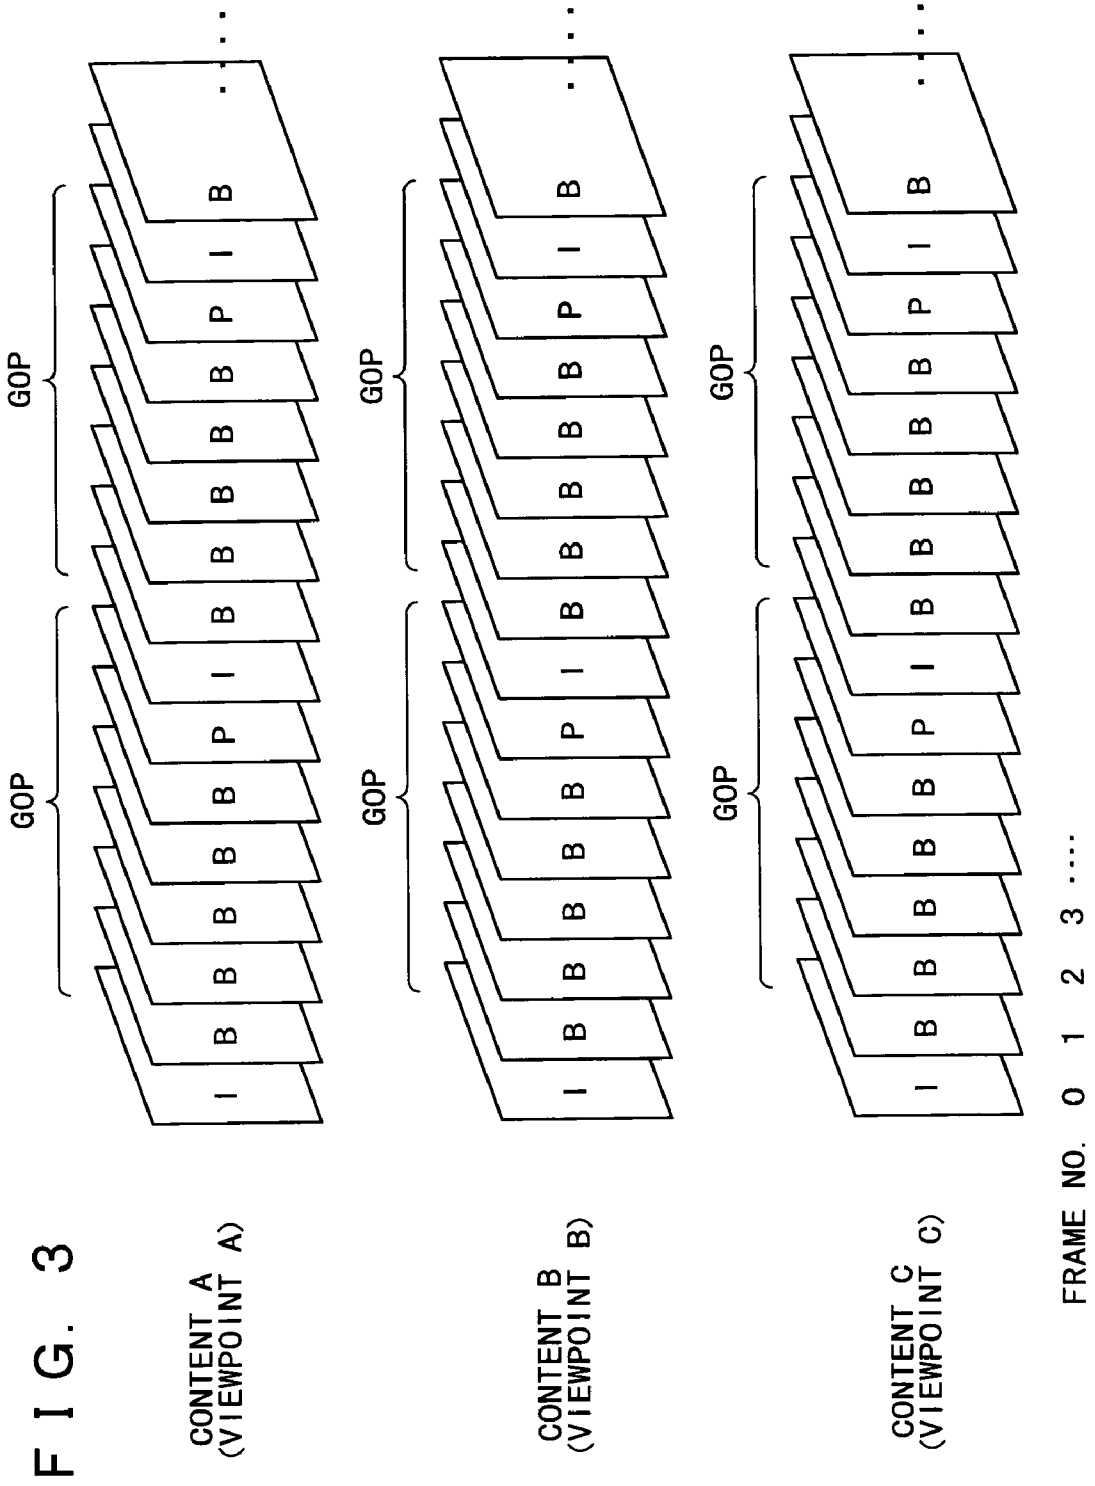 FIG. 3
GOP GOP
CONTENT A
(VIEWPOINT A)
I B B B B B P I B B B B B P I B ....
GOP GOP
CONTENT B
(VIEWPOINT B)
I B B B B B P I B B B B B P I B ....
GOP GOP
CONTENT C
(VIEWPOINT C)
I B B B B B P I B B B B B P I B ....
FRAME NO. 0 1 2 3 ....